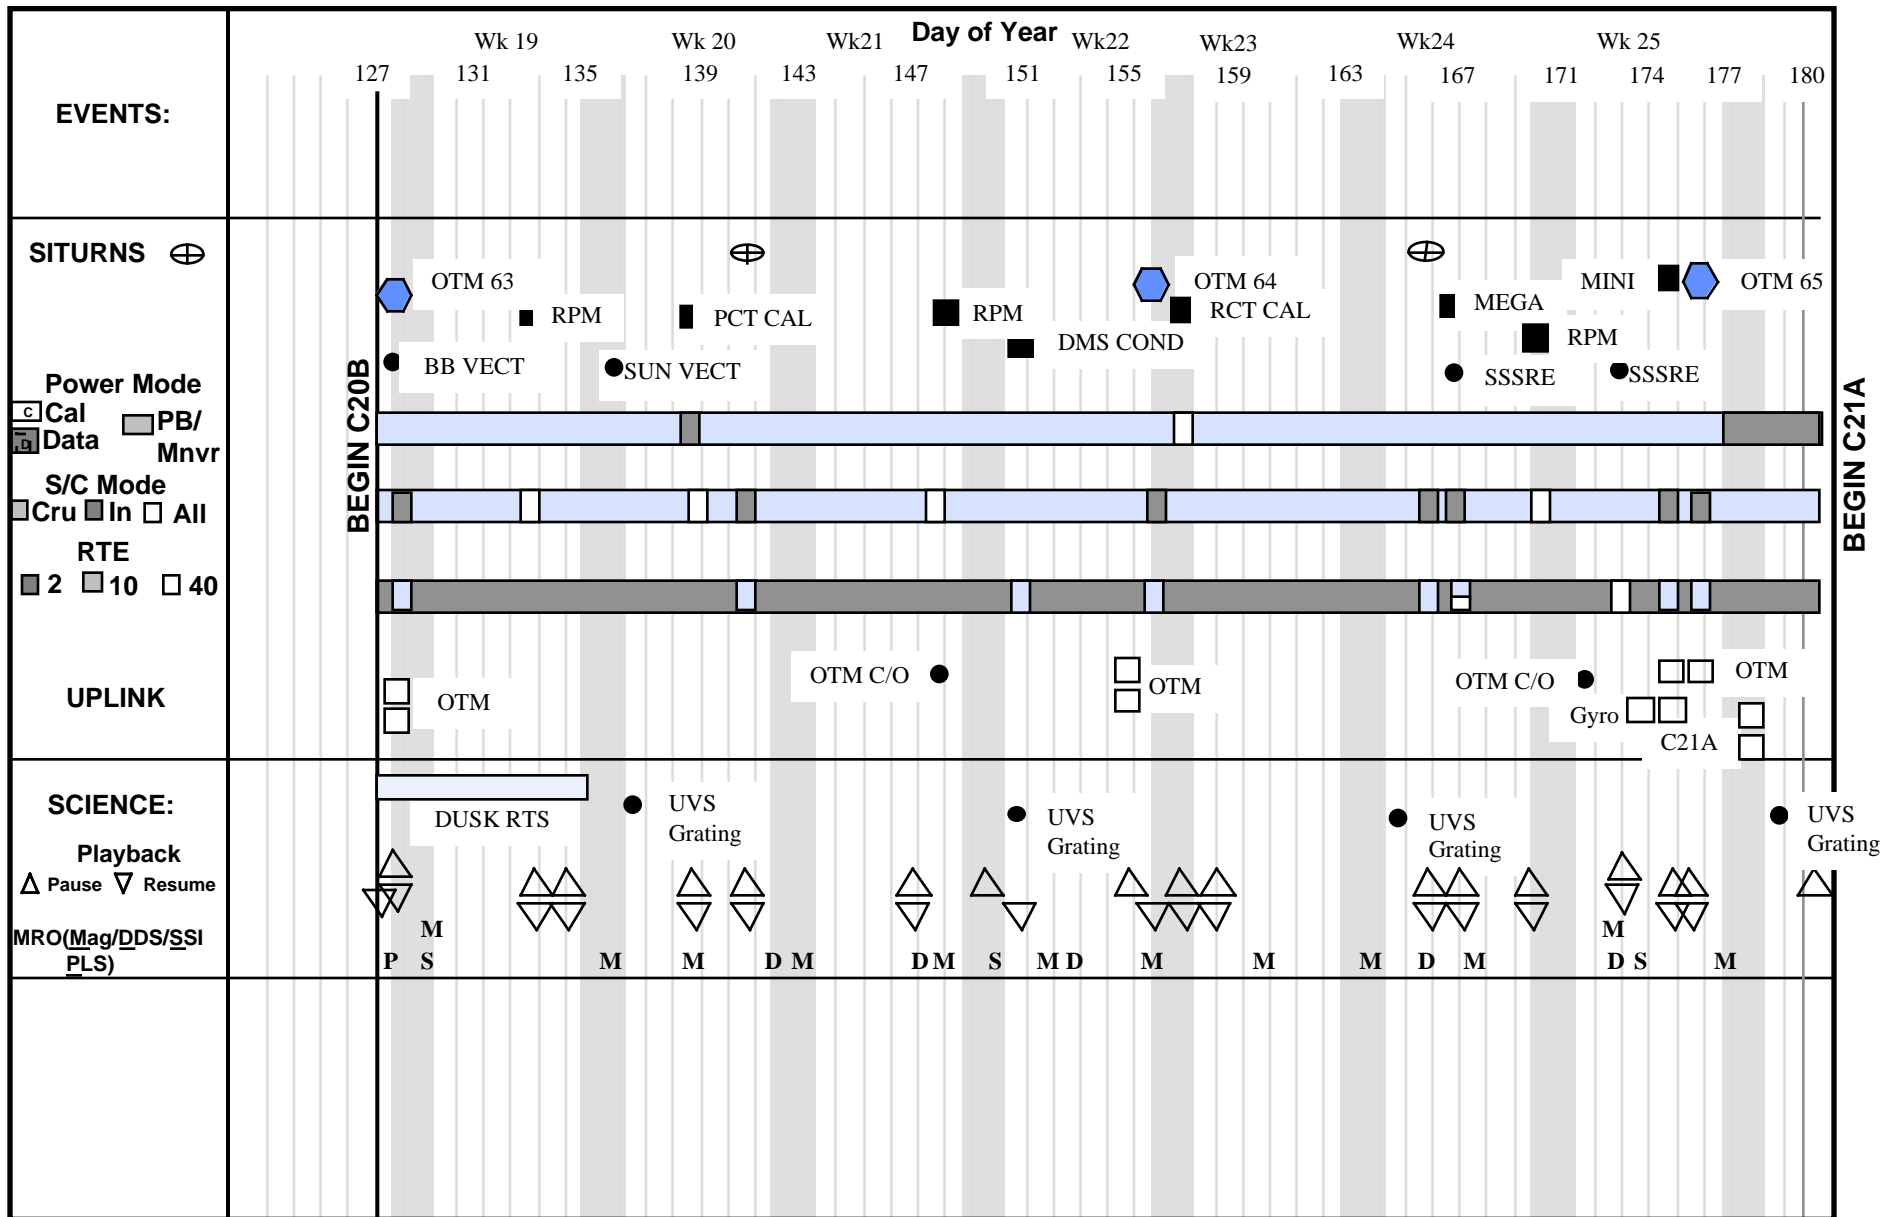 Day of Year
Wk 19 Wk 20 Wk21 Wk22 Wk23 Wk24 Wk 25
127 131 135 139 143 147 151 155 159 163 167 171 174 177 180
EVENTS:
SITURNS
OTM 63 OTM 64 MINI OTM 65
RPM PCT CAL RPM RCT CAL MEGA RPM
DMS COND
BB VECT SUN VECT SSSRE SSSRE
BEGIN C20B
BEGIN C21A
Power Mode
C Cal PB/
D Data Mnvr
S/C Mode
Cru In All
RTE
2 10 40
UPLINK
OTM OTM C/O OTM OTM C/O OTM
Gyro
C21A
SCIENCE:
DUSK RTS
UVS
Grating
UVS
Grating
UVS
Grating
UVS
Grating
Playback
Pause Resume
M M
MRO(Mag/DDS/SSI
PLS)
P S M M D M D M S M D M M M D M D S M